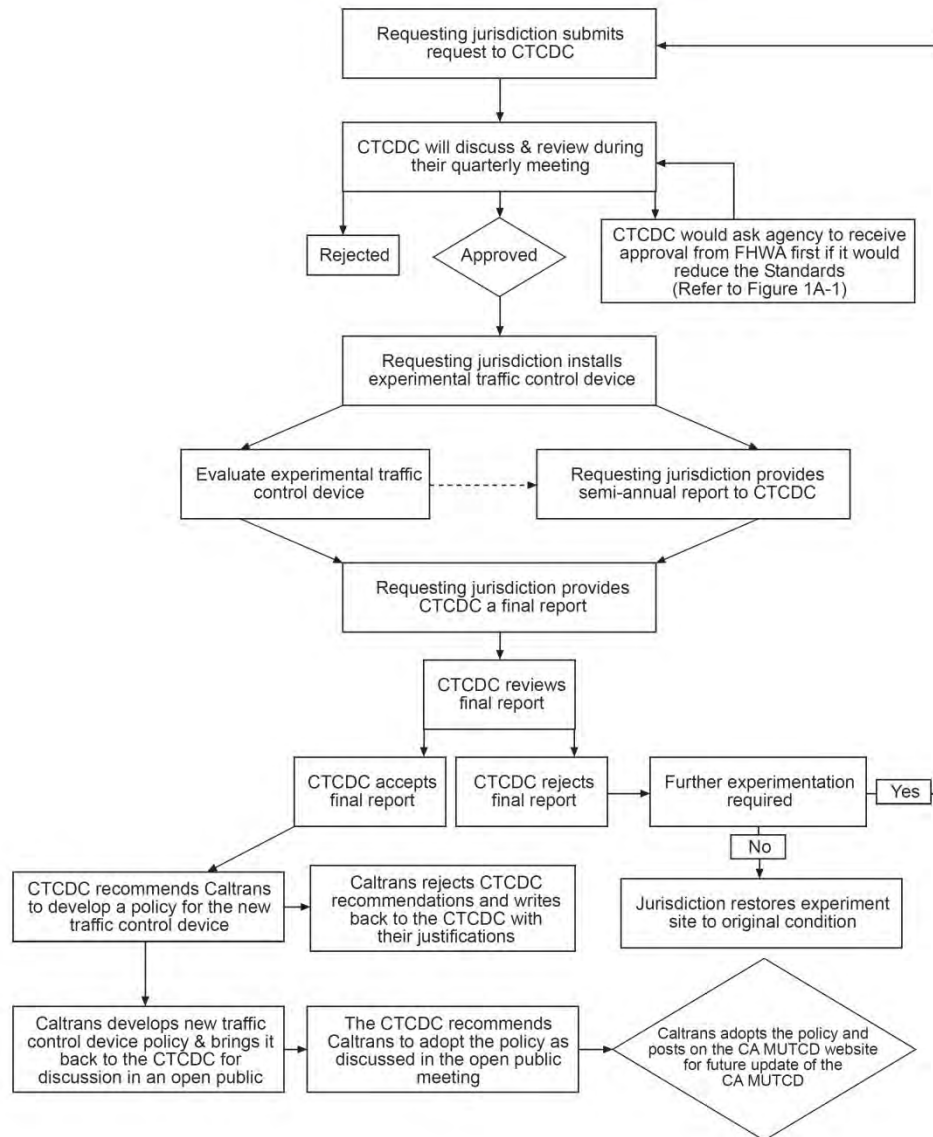 Requesting jurisdiction submits
request to CTCDC
CTCDC will discuss & review during
their quarterly meeting
Rejected
Approved
CTCDC would ask agency to receive
approval from FHWA first if it would
reduce the Standards
(Refer to Figure 1A-1)
Requesting jurisdiction installs
experimental traffic control device
Evaluate experimental traffic
control device
Requesting jurisdiction provides
semi-annual report to CTCDC
Requesting jurisdiction provides
CTCDC a final report
CTCDC reviews
final report
CTCDC accepts
final report
CTCDC rejects
final report
Further experimentation
required
Yes
No
CTCDC recommends Caltrans
to develop a policy for the new
traffic control device
Caltrans rejects CTCDC
recommendations and writes
back to the CTCDC with
their justifications
Jurisdiction restores experiment
site to original condition
Caltrans develops new traffic
control device policy & brings it
back to the CTCDC for
discussion in an open public
The CTCDC recommends
Caltrans to adopt the policy as
discussed in the open public
meeting
Caltrans adopts the policy and
posts on the CA MUTCD website
for future update of the
CA MUTCD